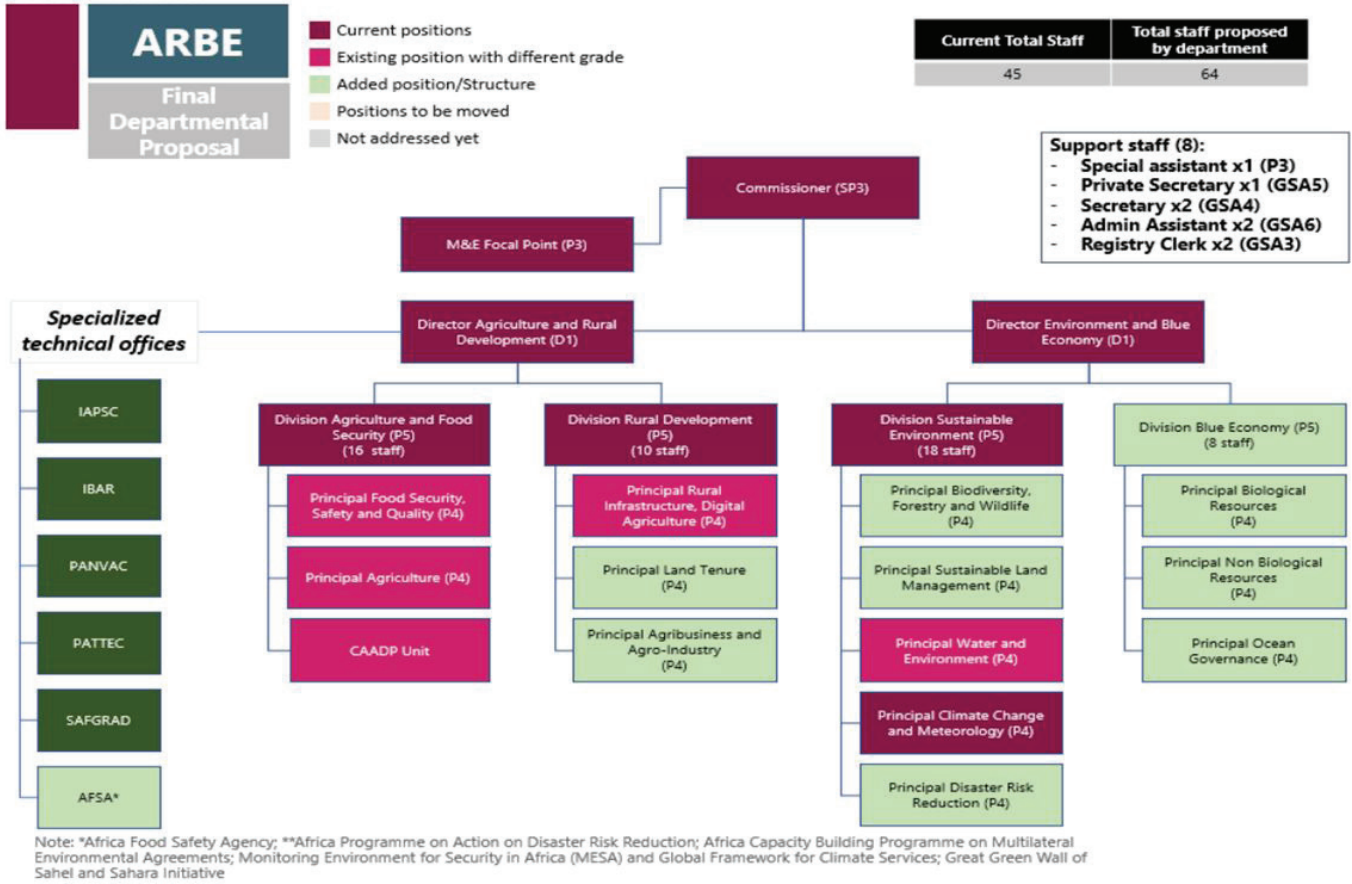 ARBE
Final
Departmental
Proposal
Current positions
Existing position with different grade
Added position/Structure
Positions to be moved
Not addressed yet
Current Total Staff
Total staff proposed
by department
45
64
Support staff (8):
- Special assistant x1 (P3)
- Private Secretary x1 (GSA5)
- Secretary x2 (GSA4)
- Admin Assistant x2 (GSA6)
- Registry Clerk x2 (GSA3)
Commissioner (SP3)
M&E Focal Point (P3)
Specialized
technical offices
IAPSC
IBAR
PANVAC
PATTEC
SAFGRAD
AFSA*
Director Agriculture and Rural
Development (D1)
Division Agriculture and Food
Security (P5)
(16 staff)
Principal Food Security,
Safety and Quality (P4)
Principal Agriculture (P4)
CAADP Unit
Division Rural Development
(P5)
(10 staff)
Principal Rural
Infrastructure, Digital
Agriculture (P4)
Principal Land Tenure
(P4)
Principal Agribusiness and
Agro-Industry
(P4)
Director Environment and Blue
Economy (D1)
Division Sustainable
Environment (P5)
(18 staff)
Principal Biodiversity,
Forestry and Wildlife
(P4)
Principal Sustainable Land
Management (P4)
Principal Water and
Environment (P4)
Principal Climate Change
and Meteorology (P4)
Principal Disaster Risk
Reduction (P4)
Division Blue Economy (P5)
(8 staff)
Principal Biological
Resources
(P4)
Principal Non Biological
Resources
(P4)
Principal Ocean
Governance (P4)
Note: *Africa Food Safety Agency; **Africa Programme on Action on Disaster Risk Reduction; Africa Capacity Building Programme on Multilateral
Environmental Agreements; Monitoring Environment for Security in Africa (MESA) and Global Framework for Climate Services; Great Green Wall of
Sahel and Sahara Initiative